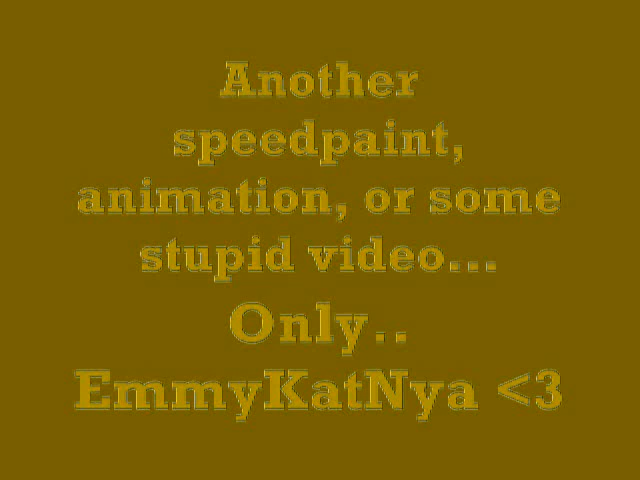 Another
speedpaint,
animation, or some
stupid video...
Only..
EmmyKatNya <3